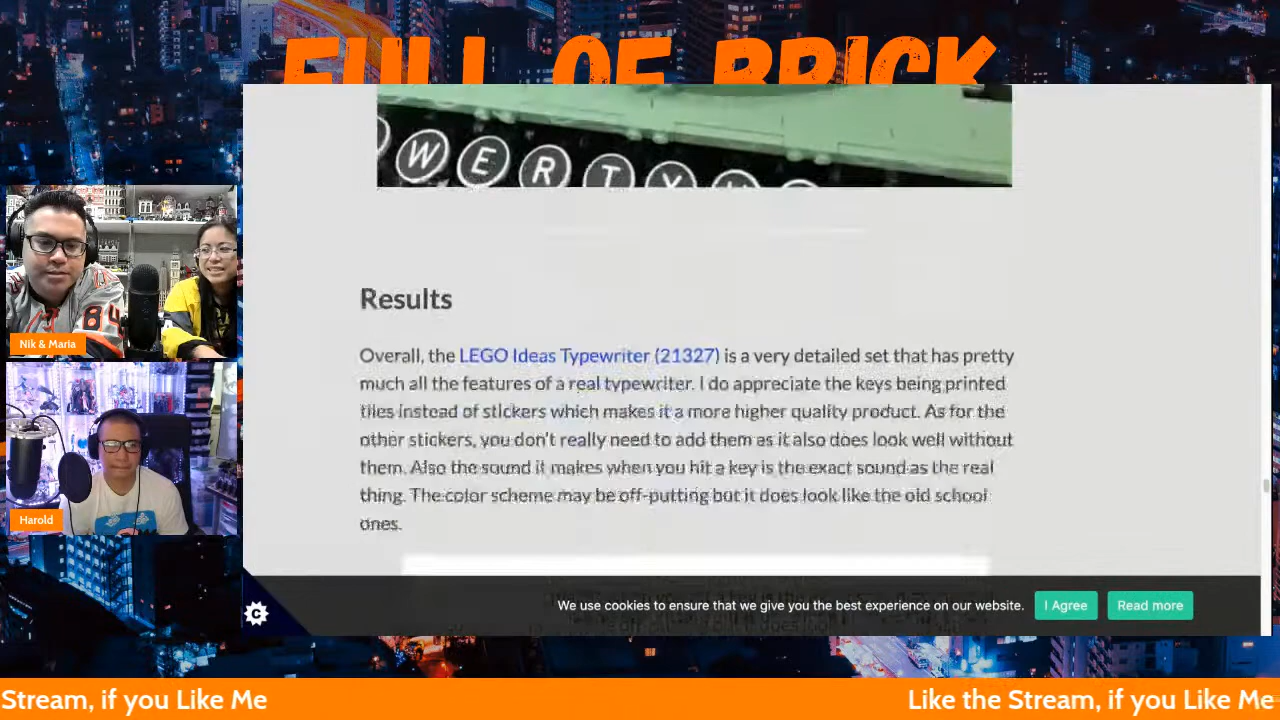 FULL OF BRICK
W E R T Y
Results
Overall, the LEGO Ideas Typewriter (21327) is a very detailed set that has pretty
much all the features of a real typewriter. I do appreciate the keys being printed
tiles instead of stickers which makes it a more higher quality product. As for the
other stickers, you don't really need to add them as it also does look well without
them. Also the sound it makes when you hit a key is the exact sound as the real
thing. The color scheme may be off-putting but it does look like the old school
ones.
84
Nik & Maria
Harold
We use cookies to ensure that we give you the best experience on our website.
I Agree
Read more
Stream, if you Like Me
Like the Stream, if you Like Me